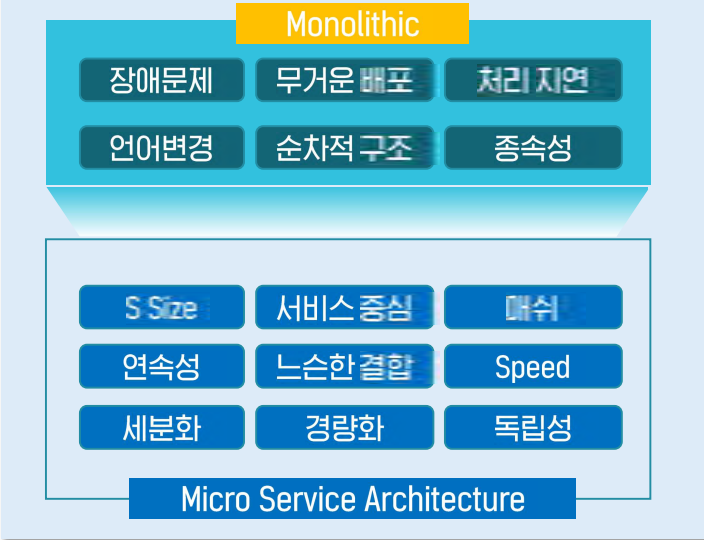 Monolithic
장애문제 무거운 배포 처리 지연
언어변경 순차적 구조 종속성
S Size 서비스 중심 매쉬
연속성 느슨한 결합 Speed
세분화 경량화 독립성
Micro Service Architecture